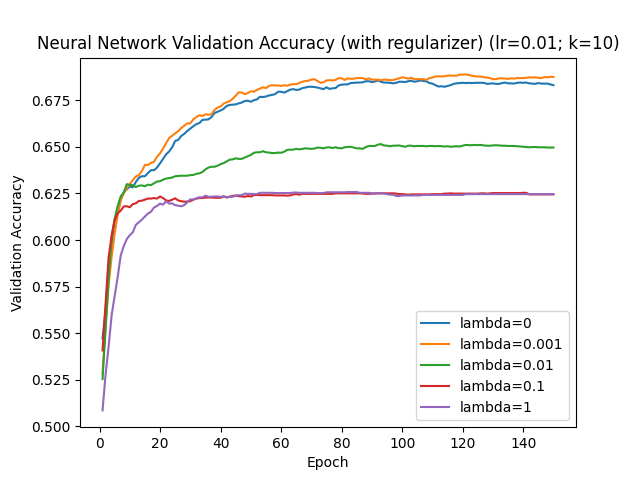 Neural Network Validation Accuracy (with regularizer) (lr=0.01; k=10)
Validation Accuracy
0.675
0.650
0.625
0.600
0.575
0.550
0.525
0.500
lambda=0
lambda=0.001
lambda=0.01
lambda=0.1
lambda=1
0 20 40 60 80 100 120 140
Epoch